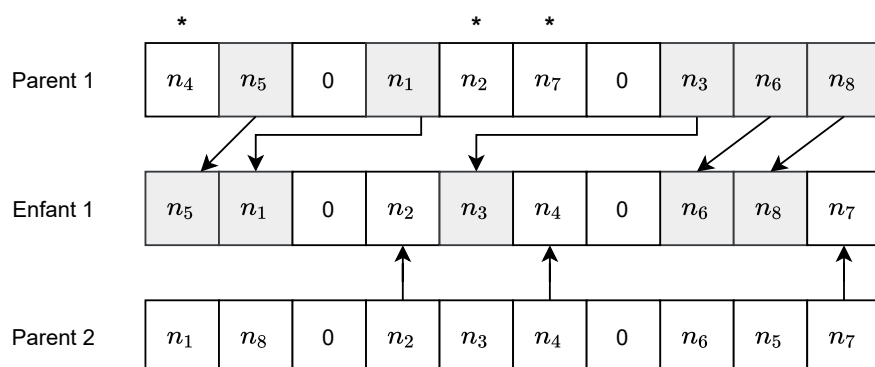 * * *
Parent 1 n₄ n₅ 0 n₁ n₂ n₇ 0 n₃ n₆ n₈
Enfant 1 n₅ n₁ 0 n₂ n₃ n₄ 0 n₆ n₈ n₇
Parent 2 n₁ n₈ 0 n₂ n₃ n₄ 0 n₆ n₅ n₇